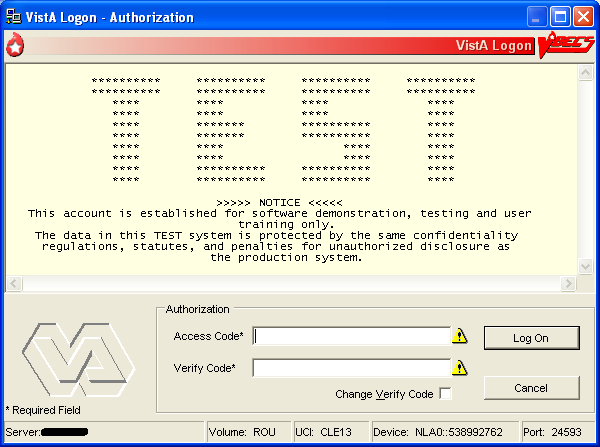 VistA Logon - Authorization
VistA Logon VBECS
********** ********** ********** **********
********** ********** ********** **********
**** **** **** ****
**** **** **** ****
**** ******* ********** ****
**** ******* ********** ****
**** **** **** ****
**** **** **** ****
**** ********** ********** ****
**** ********** ********** ****
>>>>> NOTICE <<<<<
This account is established for software demonstration, testing and user
training only.
The data in this TEST system is protected by the same confidentiality
regulations, statutes, and penalties for unauthorized disclosure as
the production system.
Authorization
Access Code*
Log On
Verify Code*
Change Verify Code
Cancel
* Required Field
Server: Volume: ROU UCI: CLE13 Device: NLA0::538992762 Port: 24593